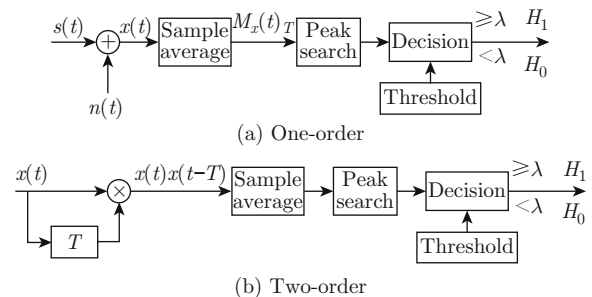 s(t) + x(t) Sample average M_x(t)_T Peak search Decision ⩾λ H_1
<λ H_0
n(t) Threshold
(a) One-order
x(t) × x(t)x(t−T) Sample average Peak search Decision ⩾λ H_1
<λ H_0
T Threshold
(b) Two-order